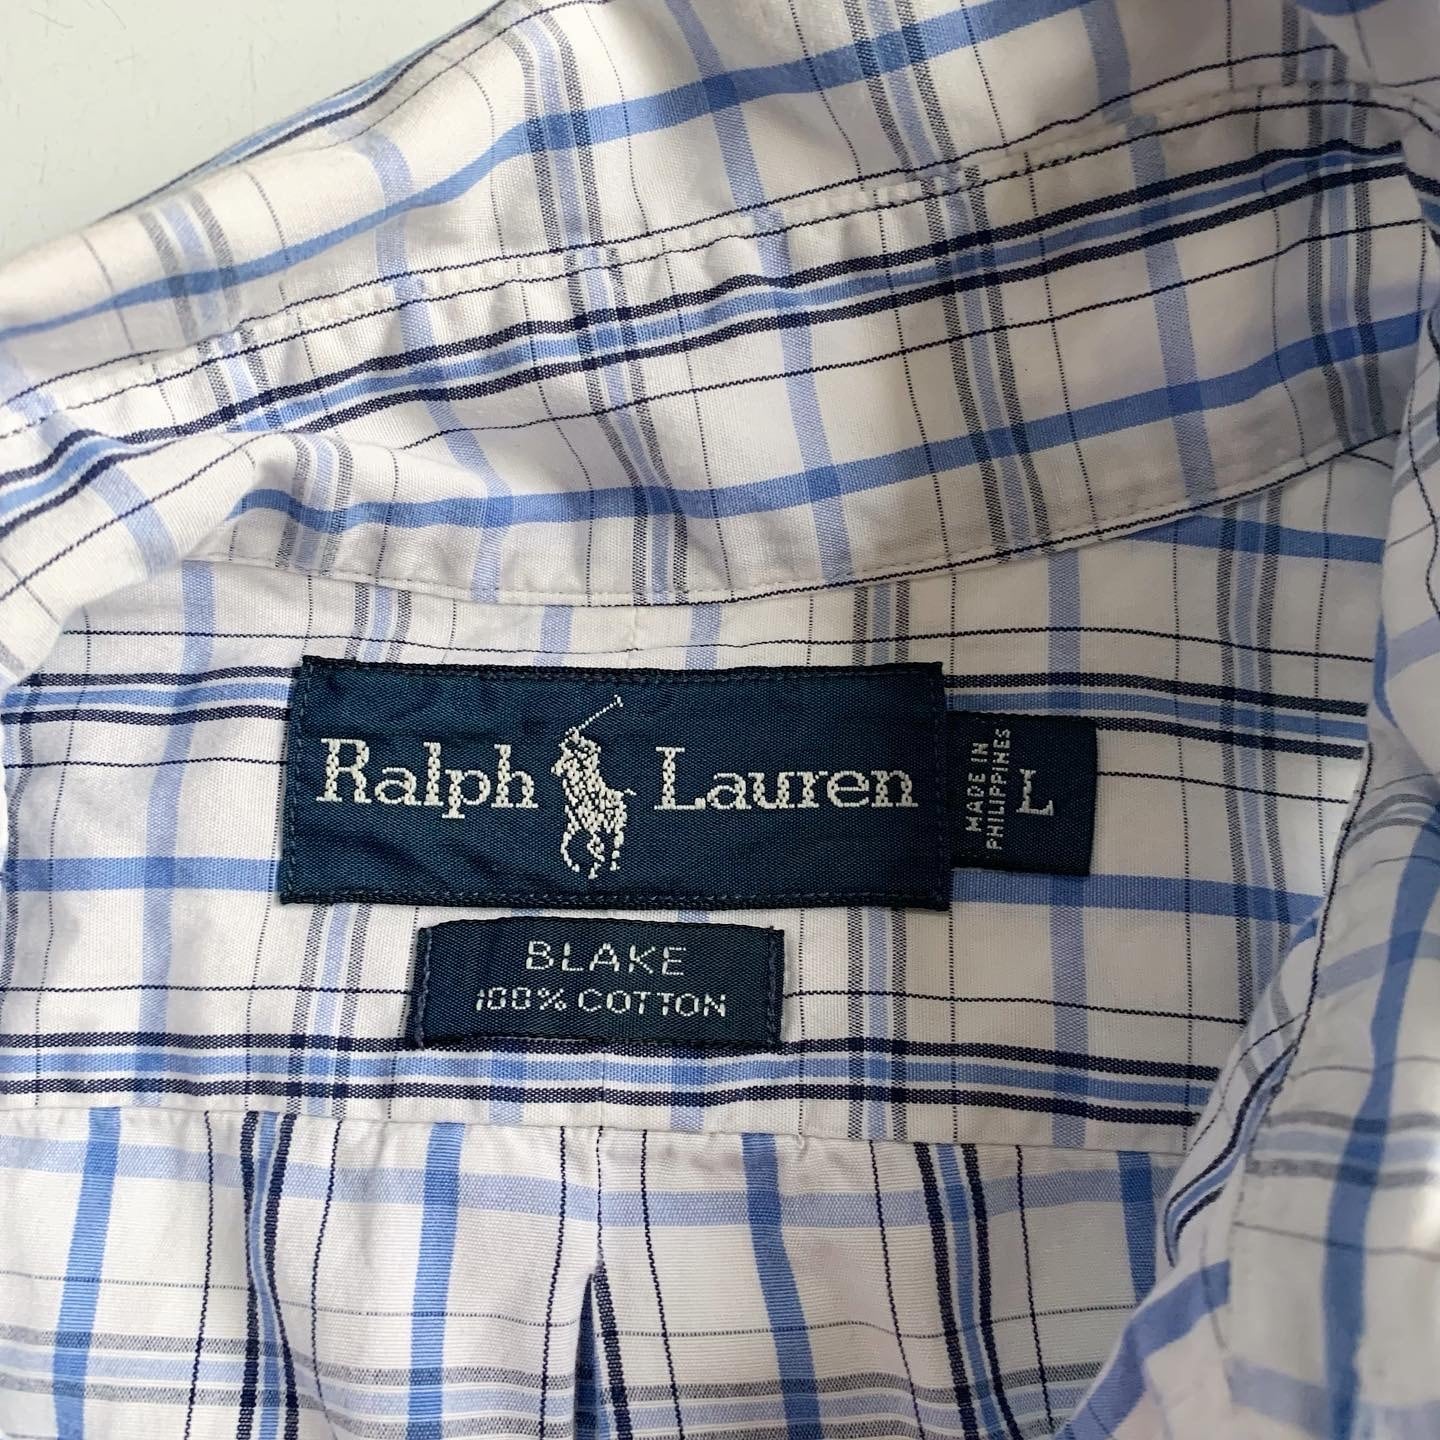 Ralph Lauren
MADE IN
PHILIPPINES
L
BLAKE
100% COTTON